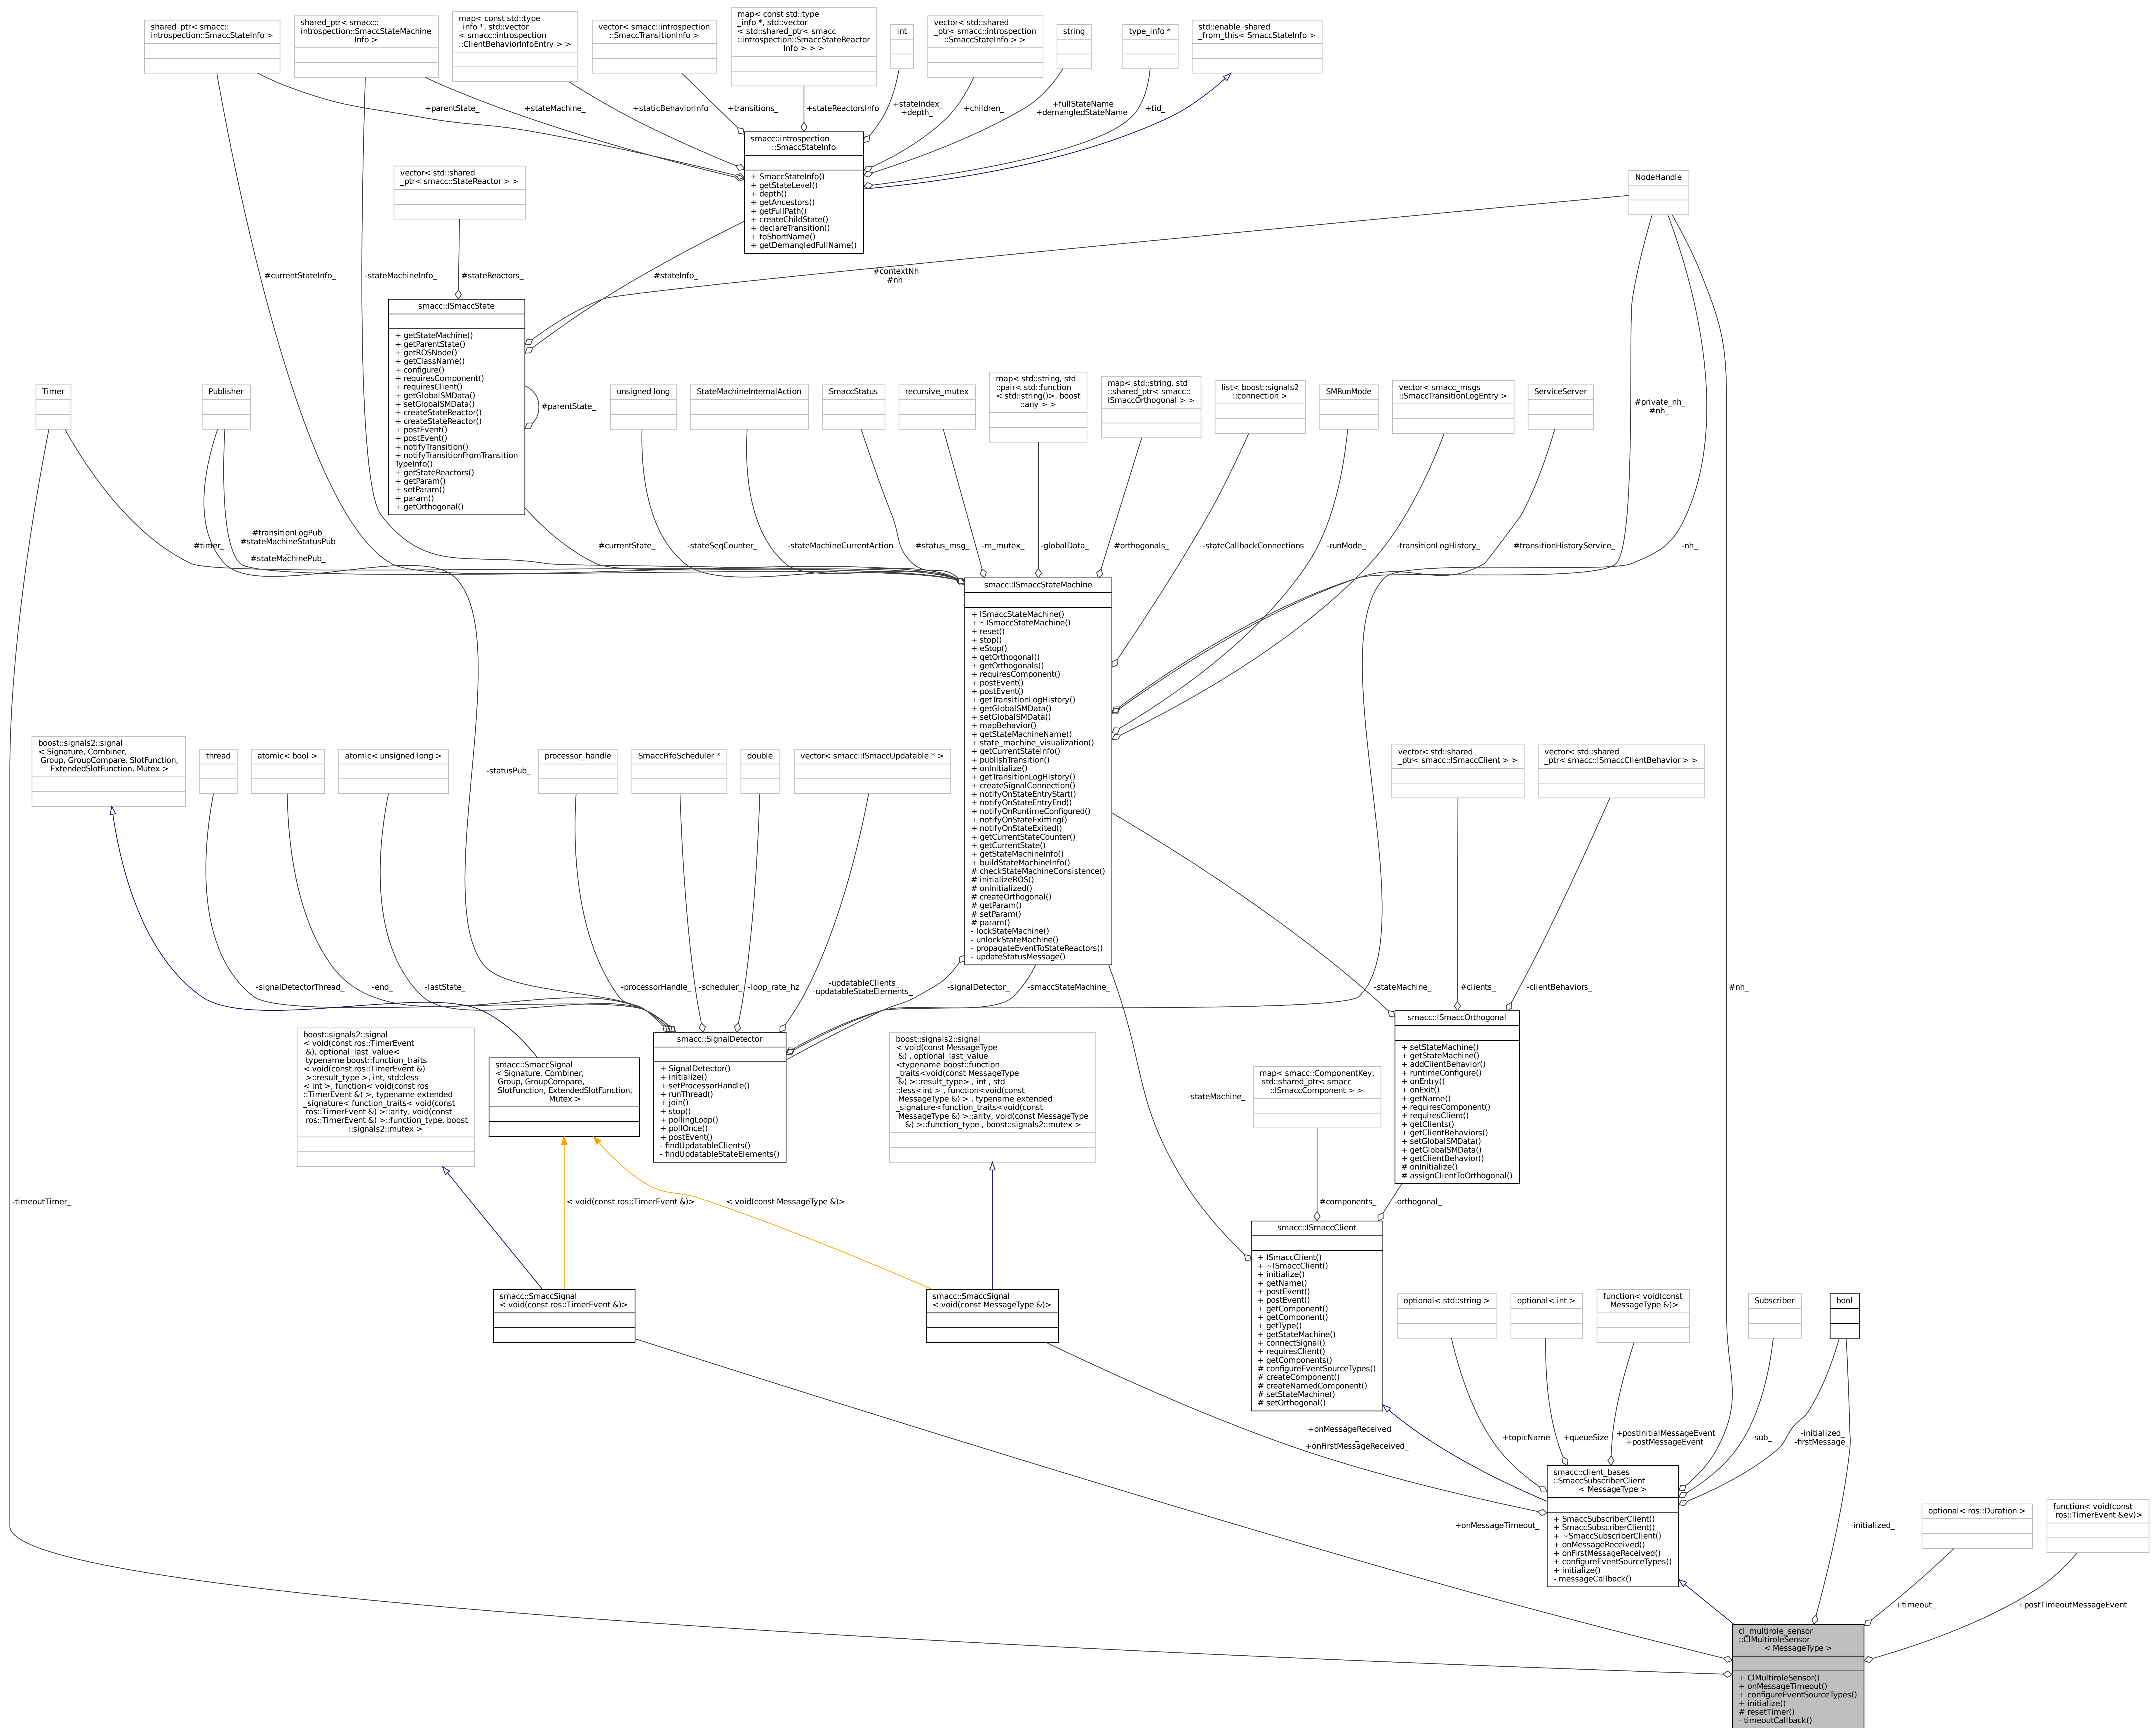 shared_ptr< smacc::
introspection::SmaccStateInfo >
shared_ptr< smacc::
introspection::SmaccStateMachine
Info >
map< const std::type
_info *, std::vector
< smacc::introspection
::ClientBehaviorInfoEntry > >
vector< smacc::introspection
::SmaccTransitionInfo >
map< const std::type
_info *, std::vector
< std::shared_ptr< smacc
::introspection::SmaccStateReactor
Info > > >
int
vector< std::shared
_ptr< smacc::introspection
::SmaccStateInfo > >
string
type_info *
std::enable_shared
_from_this< SmaccStateInfo >
+parentState_
+stateMachine_
+staticBehaviorInfo
+transitions_
+stateReactorsInfo
+stateIndex_
+depth_
+children_
+fullStateName
+demangledStateName
+tid_
smacc::introspection
::SmaccStateInfo
+ SmaccStateInfo()
+ getStateLevel()
+ depth()
+ getAncestors()
+ getFullPath()
+ createChildState()
+ declareTransition()
+ toShortName()
+ getDemangledFullName()
vector< std::shared
_ptr< smacc::StateReactor > >
NodeHandle
#currentStateInfo_
-stateMachineInfo_
#stateReactors_
#stateInfo_
#contextNh
#nh
smacc::ISmaccState
+ getStateMachine()
+ getParentState()
+ getROSNode()
+ getClassName()
+ configure()
+ requiresComponent()
+ requiresClient()
+ getGlobalSMData()
+ setGlobalSMData()
+ createStateReactor()
+ createStateReactor()
+ postEvent()
+ postEvent()
+ notifyTransition()
+ notifyTransitionFromTransition
TypeInfo()
+ getStateReactors()
+ getParam()
+ setParam()
+ param()
+ getOrthogonal()
#parentState_
Timer
Publisher
unsigned long
StateMachineInternalAction
SmaccStatus
recursive_mutex
map< std::string, std
::pair< std::function
< std::string()>, boost
::any > >
map< std::string, std
::shared_ptr< smacc::
ISmaccOrthogonal > >
list< boost::signals2
::connection >
SMRunMode
vector< smacc_msgs
::SmaccTransitionLogEntry >
ServiceServer
#private_nh_
#nh_
#timer_
#transitionLogPub_
#stateMachineStatusPub
_
#stateMachinePub_
#currentState_
-stateSeqCounter_
-stateMachineCurrentAction
#status_msg_
-m_mutex_
-globalData_
#orthogonals_
-stateCallbackConnections
-runMode_
-transitionLogHistory_
#transitionHistoryService_
-nh_
smacc::ISmaccStateMachine
+ ISmaccStateMachine()
+ ~ISmaccStateMachine()
+ reset()
+ stop()
+ eStop()
+ getOrthogonal()
+ getOrthogonals()
+ requiresComponent()
+ postEvent()
+ postEvent()
+ getTransitionLogHistory()
+ getGlobalSMData()
+ setGlobalSMData()
+ mapBehavior()
+ getStateMachineName()
+ state_machine_visualization()
+ getCurrentStateInfo()
+ publishTransition()
+ onInitialize()
+ getTransitionLogHistory()
+ createSignalConnection()
+ notifyOnStateEntryStart()
+ notifyOnStateEntryEnd()
+ notifyOnRuntimeConfigured()
+ notifyOnStateExitting()
+ notifyOnStateExited()
+ getCurrentStateCounter()
+ getCurrentState()
+ getStateMachineInfo()
+ buildStateMachineInfo()
# checkStateMachineConsistence()
# initializeROS()
# onInitialized()
# createOrthogonal()
# getParam()
# setParam()
# param()
- lockStateMachine()
- unlockStateMachine()
- propagateEventToStateReactors()
- updateStatusMessage()
boost::signals2::signal
< Signature, Combiner,
Group, GroupCompare, SlotFunction,
ExtendedSlotFunction, Mutex >
thread
atomic< bool >
atomic< unsigned long >
-statusPub_
processor_handle
SmaccFifoScheduler *
double
vector< smacc::ISmaccUpdatable * >
vector< std::shared
_ptr< smacc::ISmaccClient > >
vector< std::shared
_ptr< smacc::ISmaccClientBehavior > >
-signalDetectorThread_
-end_
-lastState_
-processorHandle_
-scheduler_
-loop_rate_hz
-updatableClients_
-updatableStateElements_
-signalDetector_
-smaccStateMachine_
-stateMachine_
#clients_
-clientBehaviors_
#nh_
boost::signals2::signal
< void(const ros::TimerEvent
&), optional_last_value<
typename boost::function_traits
< void(const ros::TimerEvent &)
>::result_type >, int, std::less
< int >, function< void(const ros
::TimerEvent &) >, typename extended
_signature< function_traits< void(const
ros::TimerEvent &) >::arity, void(const
ros::TimerEvent &) >::function_type, boost
::signals2::mutex >
smacc::SmaccSignal
< Signature, Combiner,
Group, GroupCompare,
SlotFunction, ExtendedSlotFunction,
Mutex >
smacc::SignalDetector
+ SignalDetector()
+ initialize()
+ setProcessorHandle()
+ runThread()
+ join()
+ stop()
+ pollingLoop()
+ pollOnce()
+ postEvent()
- findUpdatableClients()
- findUpdatableStateElements()
boost::signals2::signal
< void(const MessageType
&) , optional_last_value
<typename boost::function
_traits<void(const MessageType
&) >::result_type> , int , std
::less<int > , function<void(const
MessageType &) > , typename extended
_signature<function_traits<void(const
MessageType &) >::arity, void(const MessageType
&) >::function_type , boost::signals2::mutex >
smacc::ISmaccOrthogonal
+ setStateMachine()
+ getStateMachine()
+ addClientBehavior()
+ runtimeConfigure()
+ onEntry()
+ onExit()
+ getName()
+ requiresComponent()
+ requiresClient()
+ getClients()
+ getClientBehaviors()
+ setGlobalSMData()
+ getGlobalSMData()
+ getClientBehavior()
# onInitialize()
# assignClientToOrthogonal()
map< smacc::ComponentKey,
std::shared_ptr< smacc
::ISmaccComponent > >
-stateMachine_
-timeoutTimer_
< void(const ros::TimerEvent &)>
< void(const MessageType &)>
#components_
-orthogonal_
smacc::ISmaccClient
+ ISmaccClient()
+ ~ISmaccClient()
+ initialize()
+ getName()
+ postEvent()
+ postEvent()
+ getComponent()
+ getComponent()
+ getType()
+ getStateMachine()
+ connectSignal()
+ requiresClient()
+ getComponents()
# configureEventSourceTypes()
# createComponent()
# createNamedComponent()
# setStateMachine()
# setOrthogonal()
smacc::SmaccSignal
< void(const ros::TimerEvent &)>
smacc::SmaccSignal
< void(const MessageType &)>
optional< std::string >
optional< int >
function< void(const
MessageType &)>
Subscriber
bool
+onMessageReceived
_
+onFirstMessageReceived_
+topicName
+queueSize
+postInitialMessageEvent
+postMessageEvent
-sub_
-initialized_
-firstMessage_
smacc::client_bases
::SmaccSubscriberClient
< MessageType >
+ SmaccSubscriberClient()
+ SmaccSubscriberClient()
+ ~SmaccSubscriberClient()
+ onMessageReceived()
+ onFirstMessageReceived()
+ configureEventSourceTypes()
+ initialize()
- messageCallback()
+onMessageTimeout_
-initialized_
optional< ros::Duration >
function< void(const
ros::TimerEvent &ev)>
+timeout_
+postTimeoutMessageEvent
cl_multirole_sensor
::ClMultiroleSensor
< MessageType >
+ ClMultiroleSensor()
+ onMessageTimeout()
+ configureEventSourceTypes()
+ initialize()
# resetTimer()
- timeoutCallback()